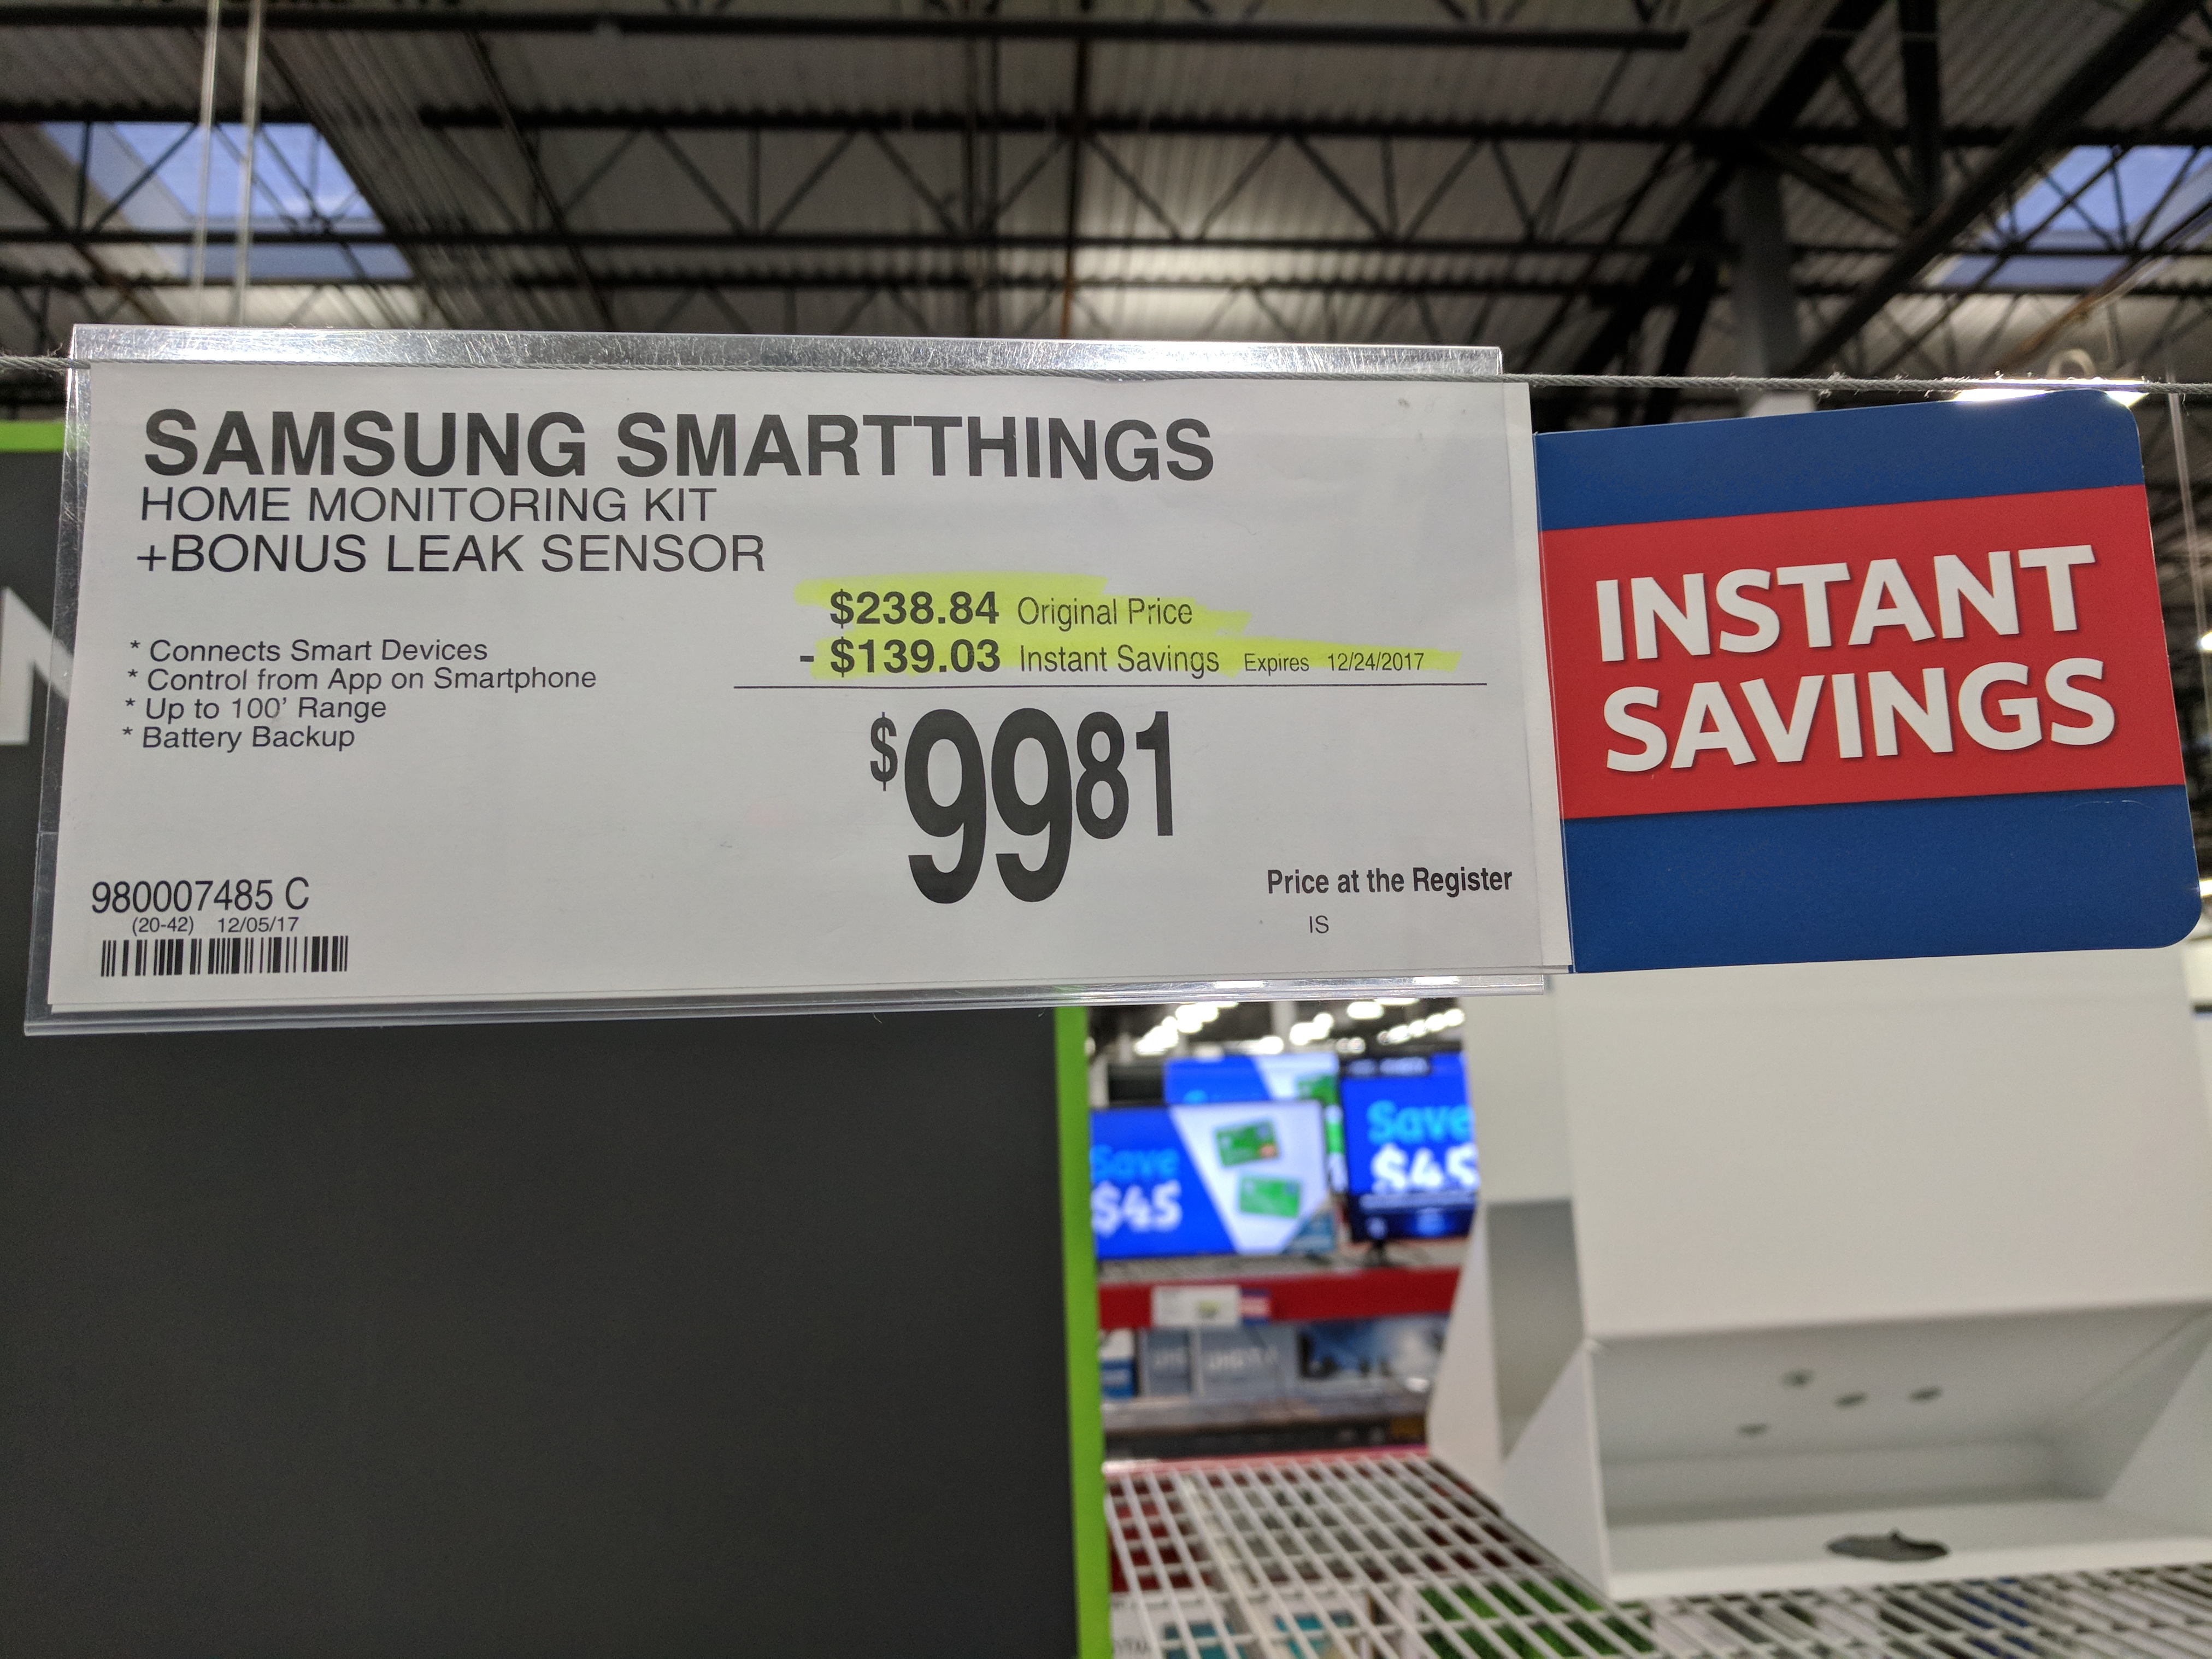 SAMSUNG SMARTTHINGS
HOME MONITORING KIT
+BONUS LEAK SENSOR
$238.84 Original Price
- $139.03 Instant Savings Expires 12/24/2017
$99 81
* Connects Smart Devices
* Control from App on Smartphone
* Up to 100' Range
* Battery Backup
Price at the Register
IS
980007485 C
(20-42) 12/05/17
INSTANT
SAVINGS
Save
$45
Save
$45